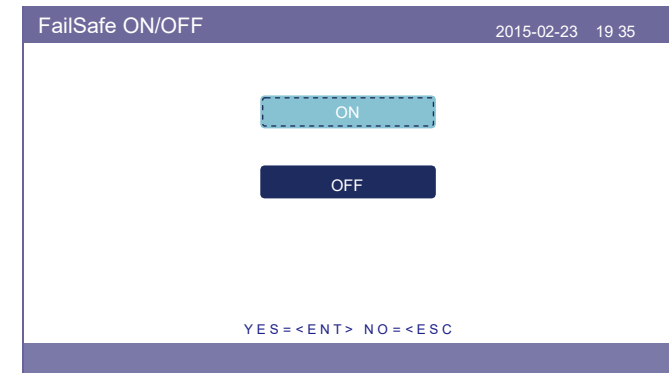 FailSafe ON/OFF
2015-02-23 19 35
ON
OFF
YES=<ENT> NO=<ESC